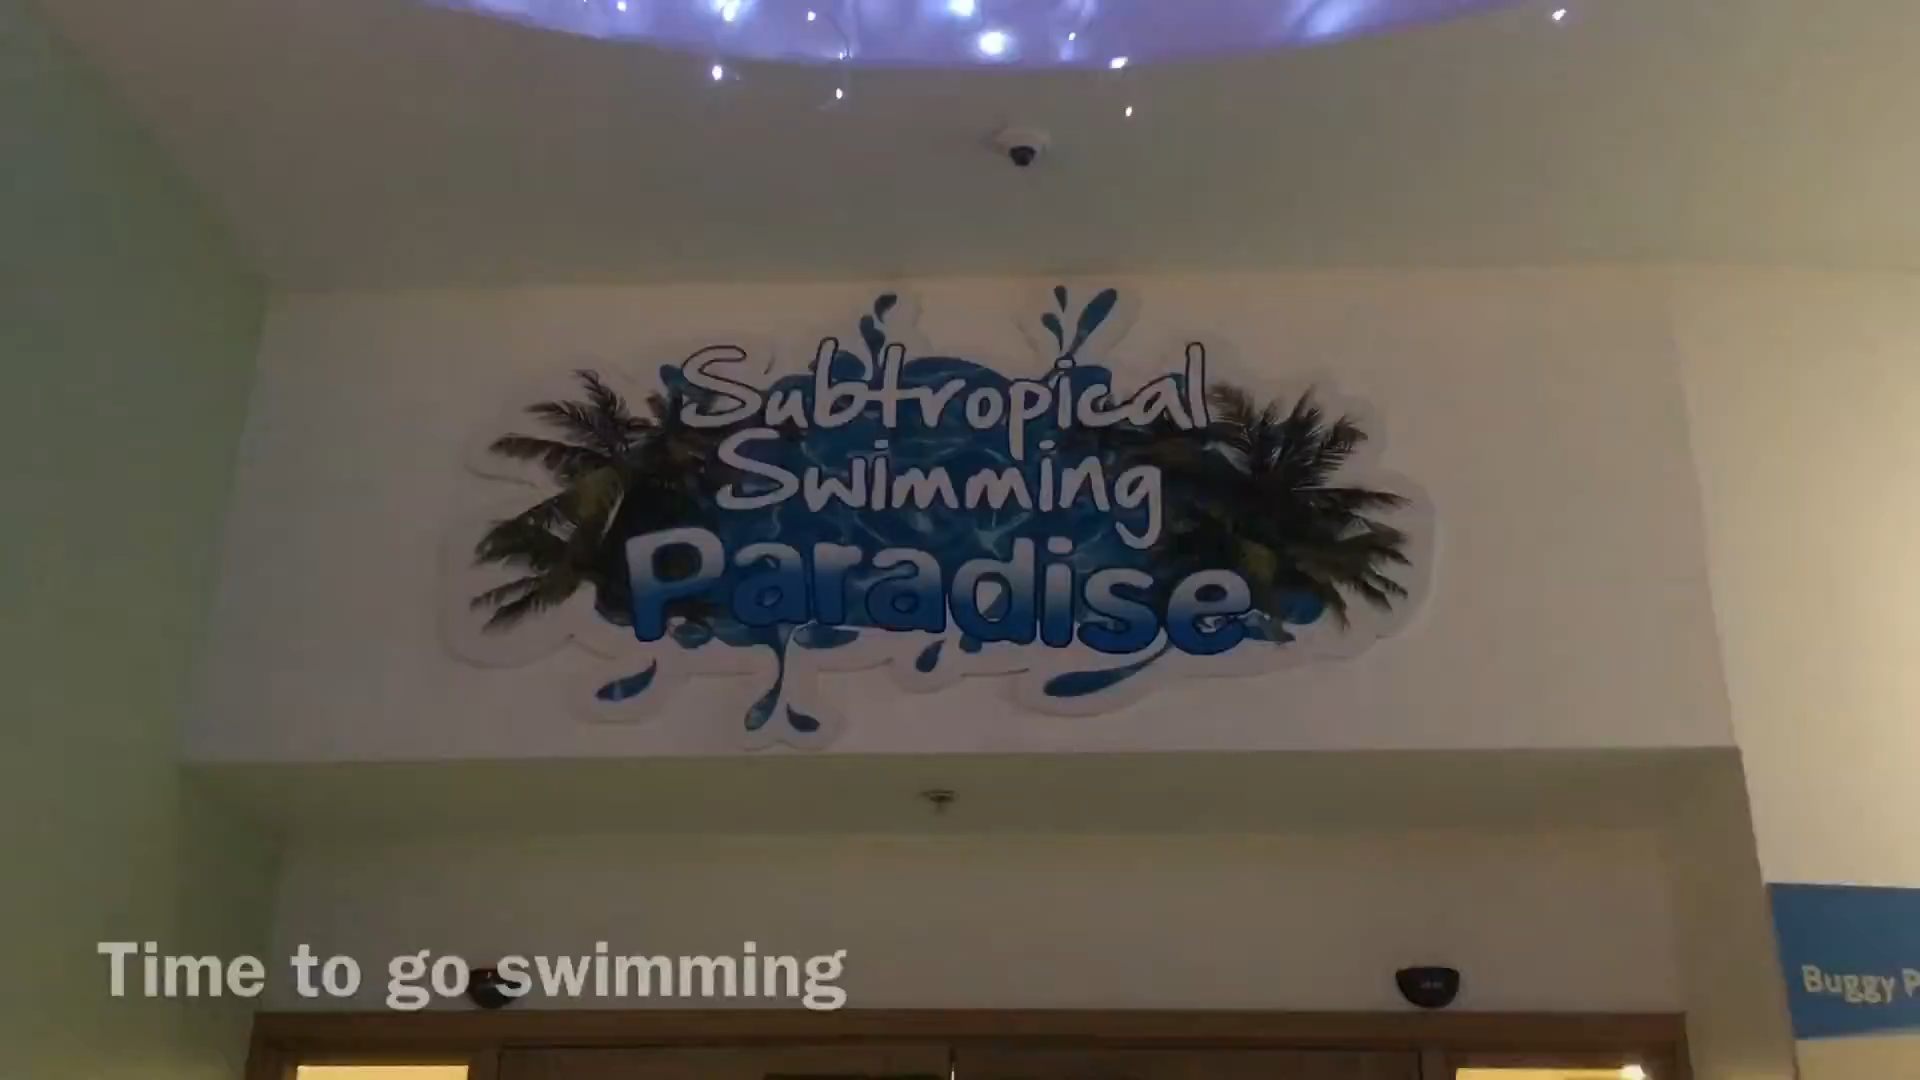 Subtropical
Swimming
Paradise
Time to go swimming
Buggy